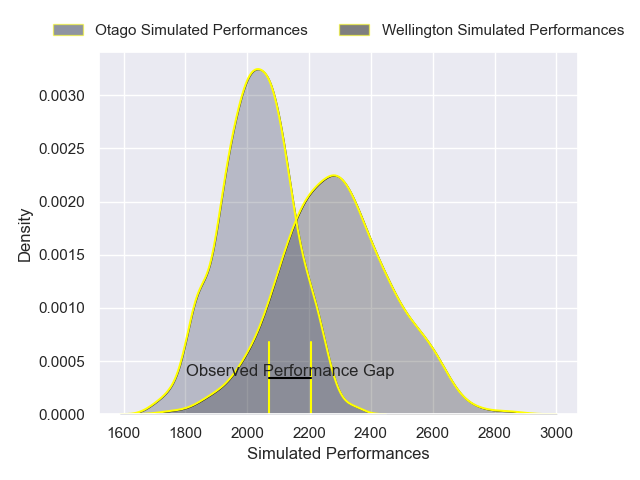 Otago Simulated Performances
Wellington Simulated Performances
0.0030
0.0025
0.0020
0.0015
0.0010
0.0005
0.0000
Density
Observed Performance Gap
1600 1800 2000 2200 2400 2600 2800 3000
Simulated Performances